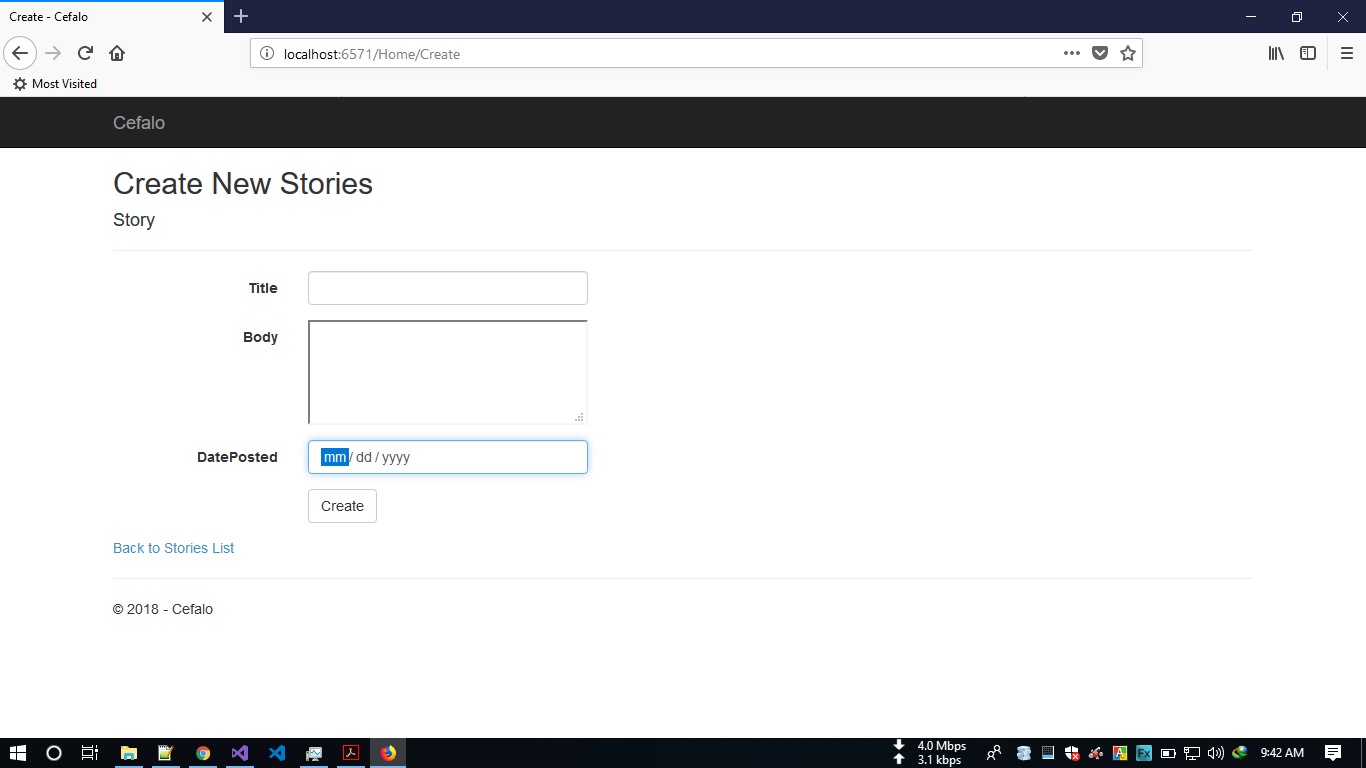 Create - Cefalo
localhost:6571/Home/Create
Most Visited
Cefalo
Create New Stories
Story
Title
Body
DatePosted
mm / dd / yyyy
Create
Back to Stories List
© 2018 - Cefalo
4.0 Mbps
3.1 kbps
9:42 AM